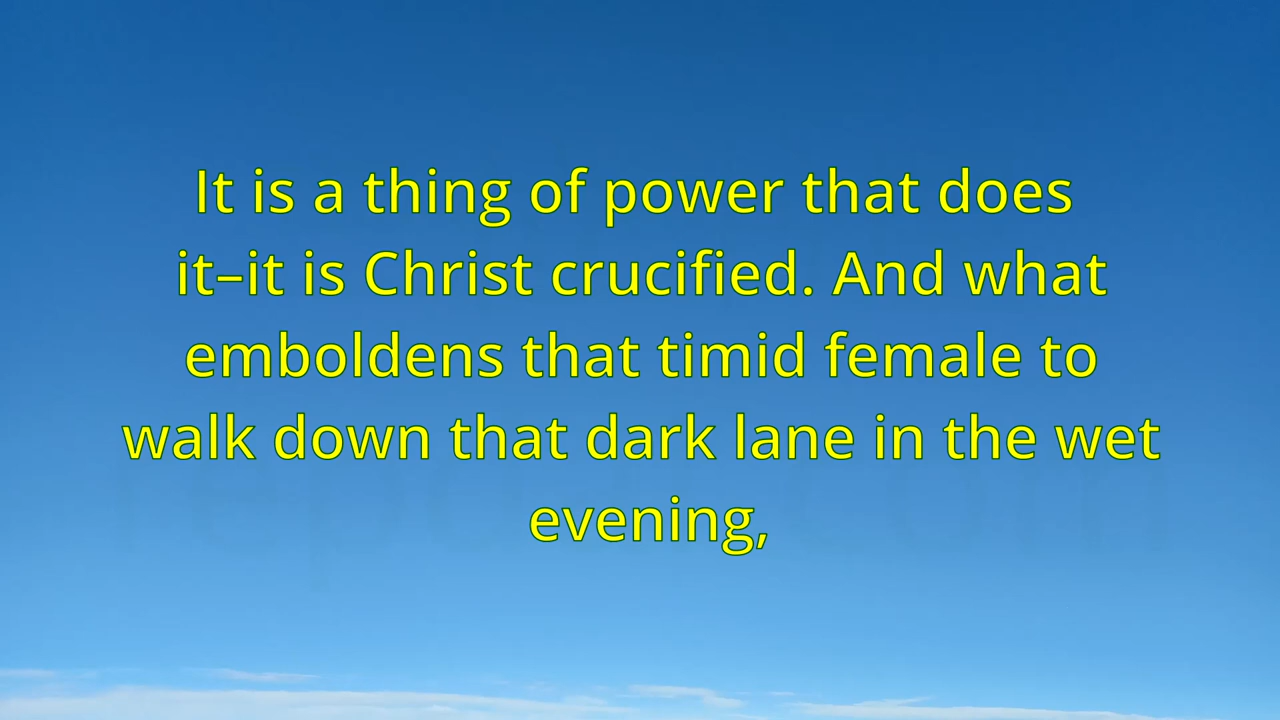 It is a thing of power that does
it–it is Christ crucified. And what
emboldens that timid female to
walk down that dark lane in the wet
evening,